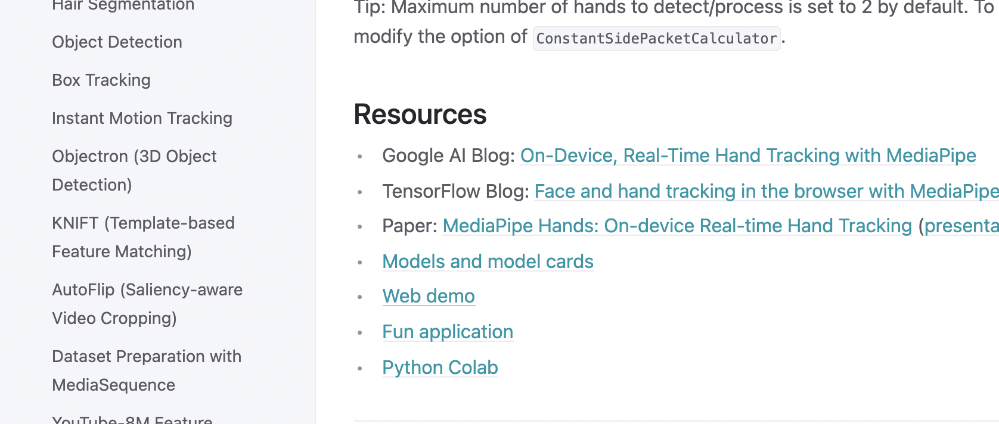 Hair Segmentation
Object Detection
Box Tracking
Instant Motion Tracking
Objectron (3D Object
Detection)
KNIFT (Template-based
Feature Matching)
AutoFlip (Saliency-aware
Video Cropping)
Dataset Preparation with
MediaSequence
YouTube-8M Feature
Tip: Maximum number of hands to detect/process is set to 2 by default. To
modify the option of ConstantSidePacketCalculator.
Resources
• Google AI Blog: On-Device, Real-Time Hand Tracking with MediaPipe
• TensorFlow Blog: Face and hand tracking in the browser with MediaPipe
• Paper: MediaPipe Hands: On-device Real-time Hand Tracking (presenta
• Models and model cards
• Web demo
• Fun application
• Python Colab